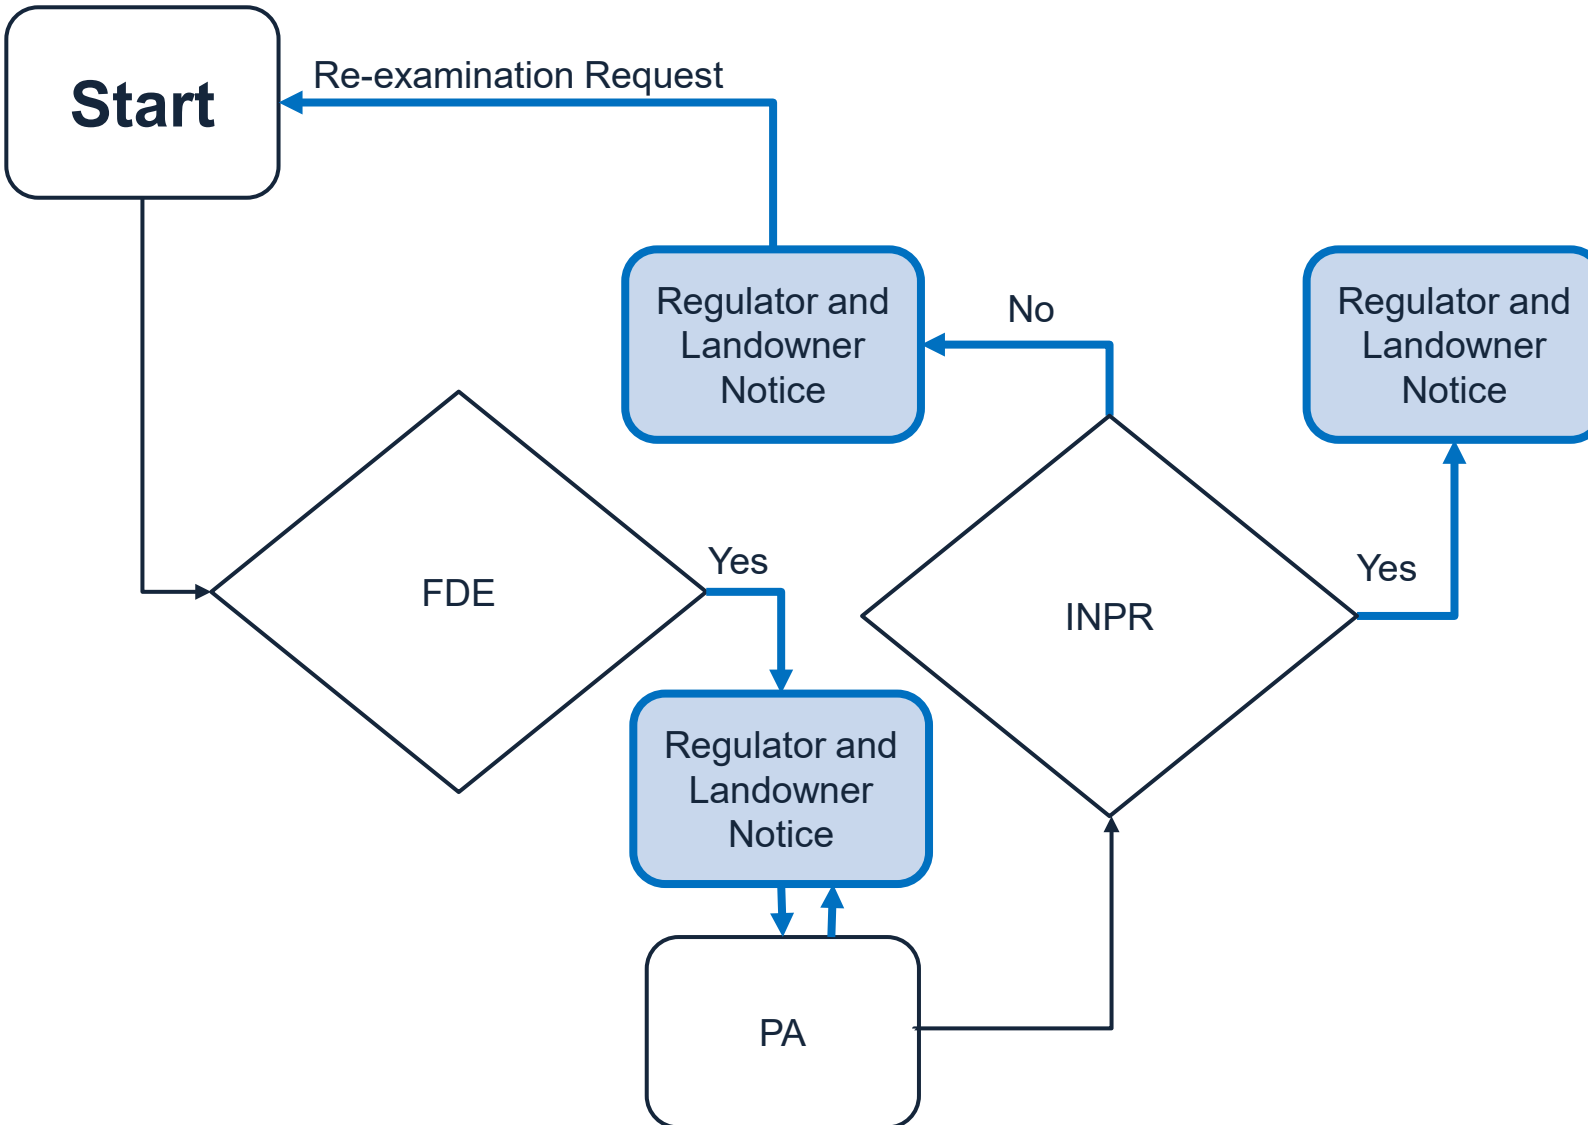 Re-examination Request
Start
Regulator and
Landowner
Notice
No
Regulator and
Landowner
Notice
FDE
Yes
INPR
Yes
Regulator and
Landowner
Notice
PA